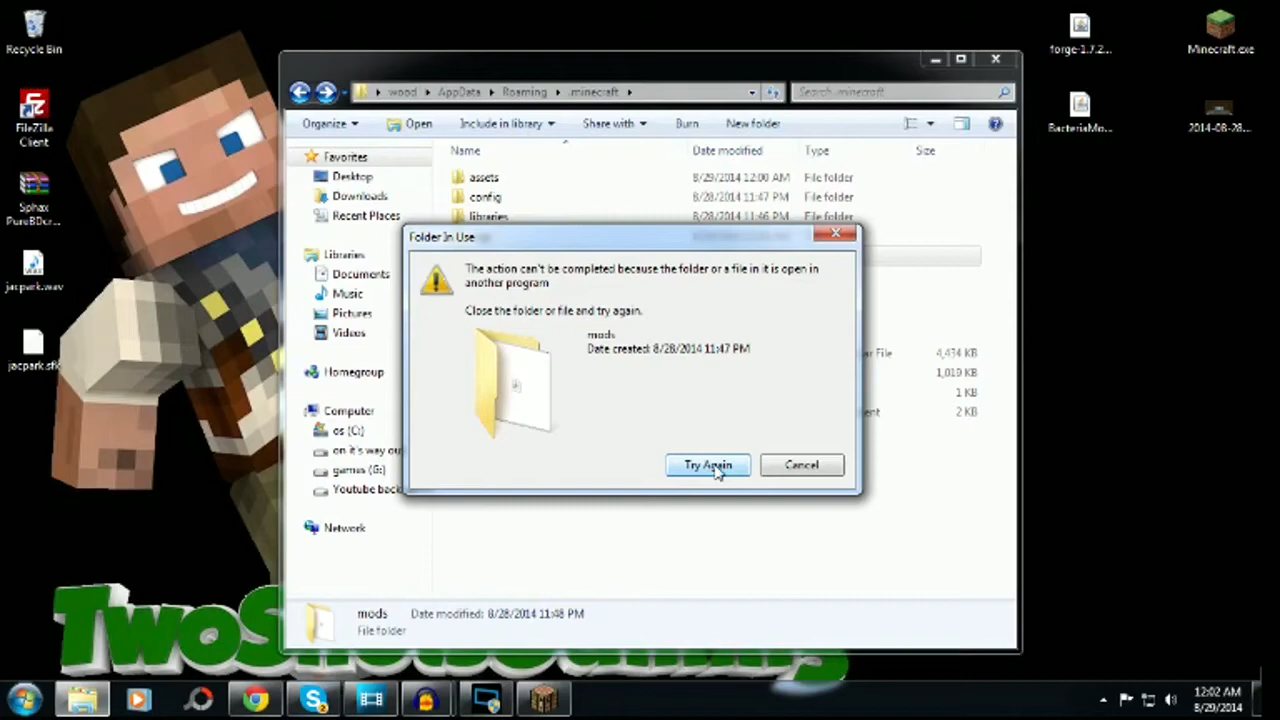 Recycle Bin
FileZilla
Client
Sphax
PureBDcr...
jacpark.wav
jacpark.sfk
forge-1.7.2...
Minecraft.exe
BacteriaMo...
2014-08-28...
wood
AppData
Roaming
.minecraft
Search .minecraft
Organize
Open
Include in library
Share with
Burn
New folder
Name
Date modified
Type
Size
Favorites
Desktop
Downloads
Recent Places
Libraries
Documents
Music
Pictures
Videos
Homegroup
Computer
os (C:)
on it's way ou
games (G:)
Youtube back
Network
assets
8/29/2014 12:00 AM
File folder
config
8/28/2014 11:47 PM
File folder
libraries
8/28/2014 11:46 PM
File folder
ar File
4,434 KB
1,019 KB
1 KB
ent
2 KB
Folder In Use
The action can't be completed because the folder or a file in it is open in
another program
Close the folder or file and try again.
mods
Date created: 8/28/2014 11:47 PM
Try Again
Cancel
mods
Date modified: 8/28/2014 11:48 PM
File folder
12:02 AM
8/29/2014